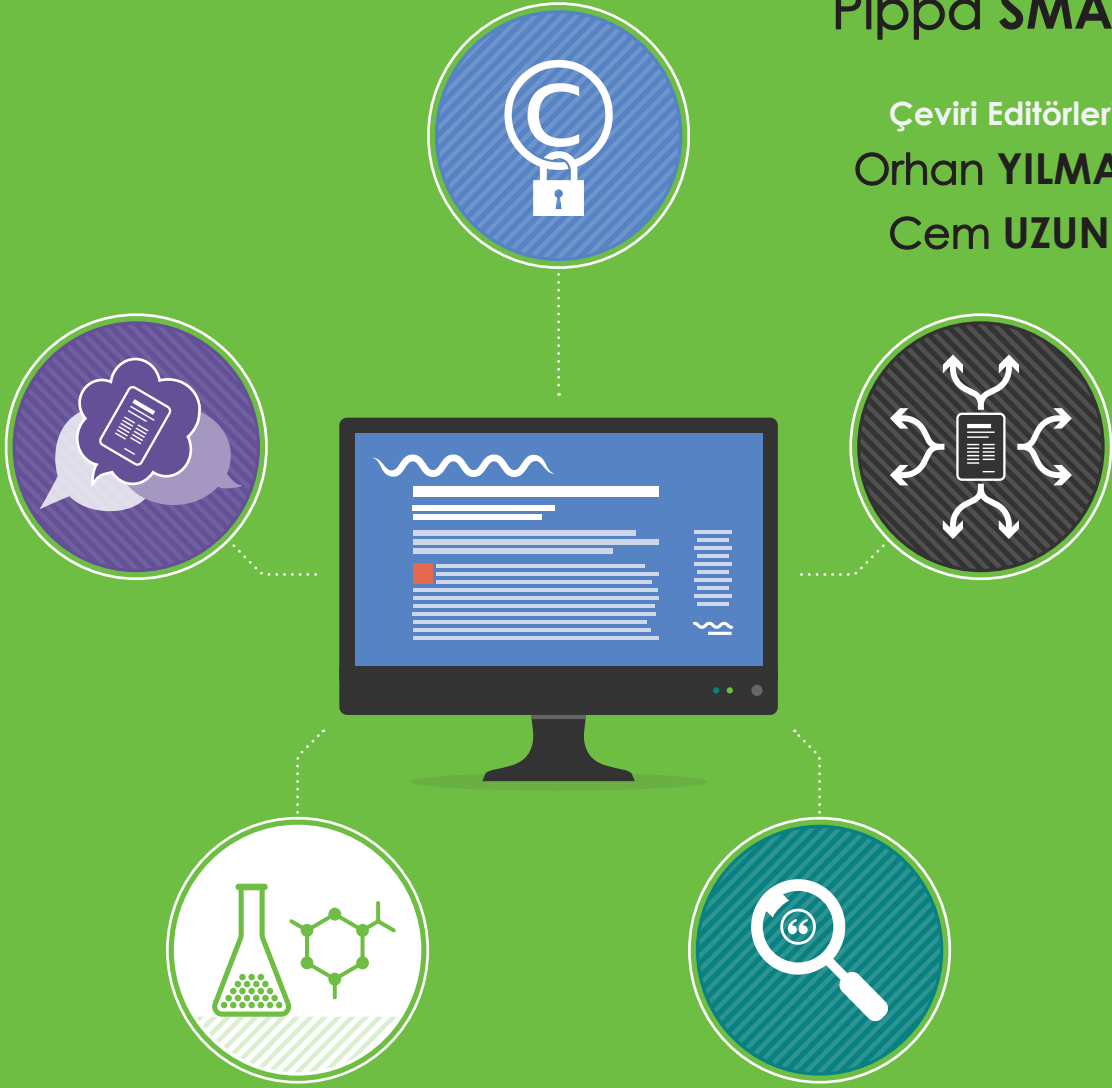 Pippa SMA
Çeviri Editörler
Orhan YILMA
Cem UZUN
©
“